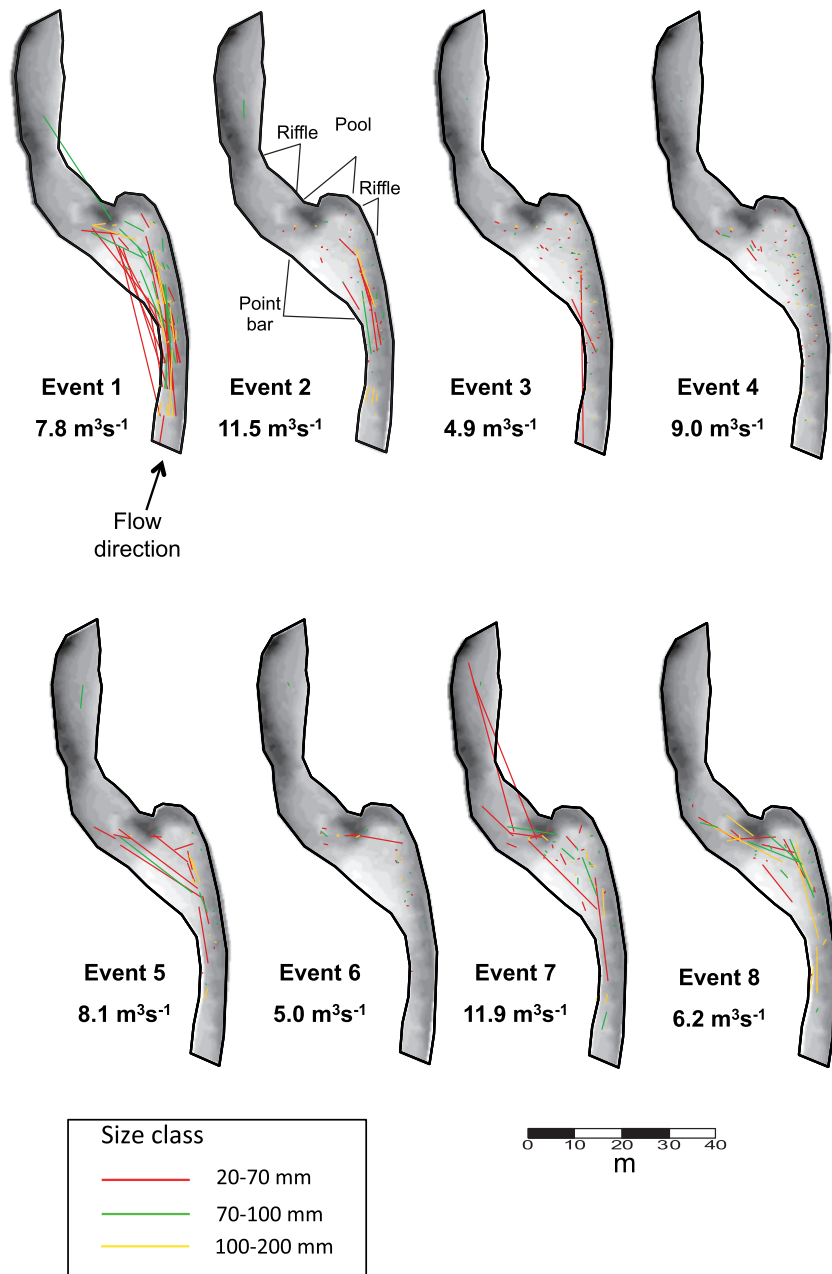 Riffle
Pool
Riffle
Point
bar
Event 1
7.8 m³s⁻¹
Event 2
11.5 m³s⁻¹
Event 3
4.9 m³s⁻¹
Event 4
9.0 m³s⁻¹
Flow
direction
Event 5
8.1 m³s⁻¹
Event 6
5.0 m³s⁻¹
Event 7
11.9 m³s⁻¹
Event 8
6.2 m³s⁻¹
Size class
20-70 mm
70-100 mm
100-200 mm
0 10 20 30 40
m